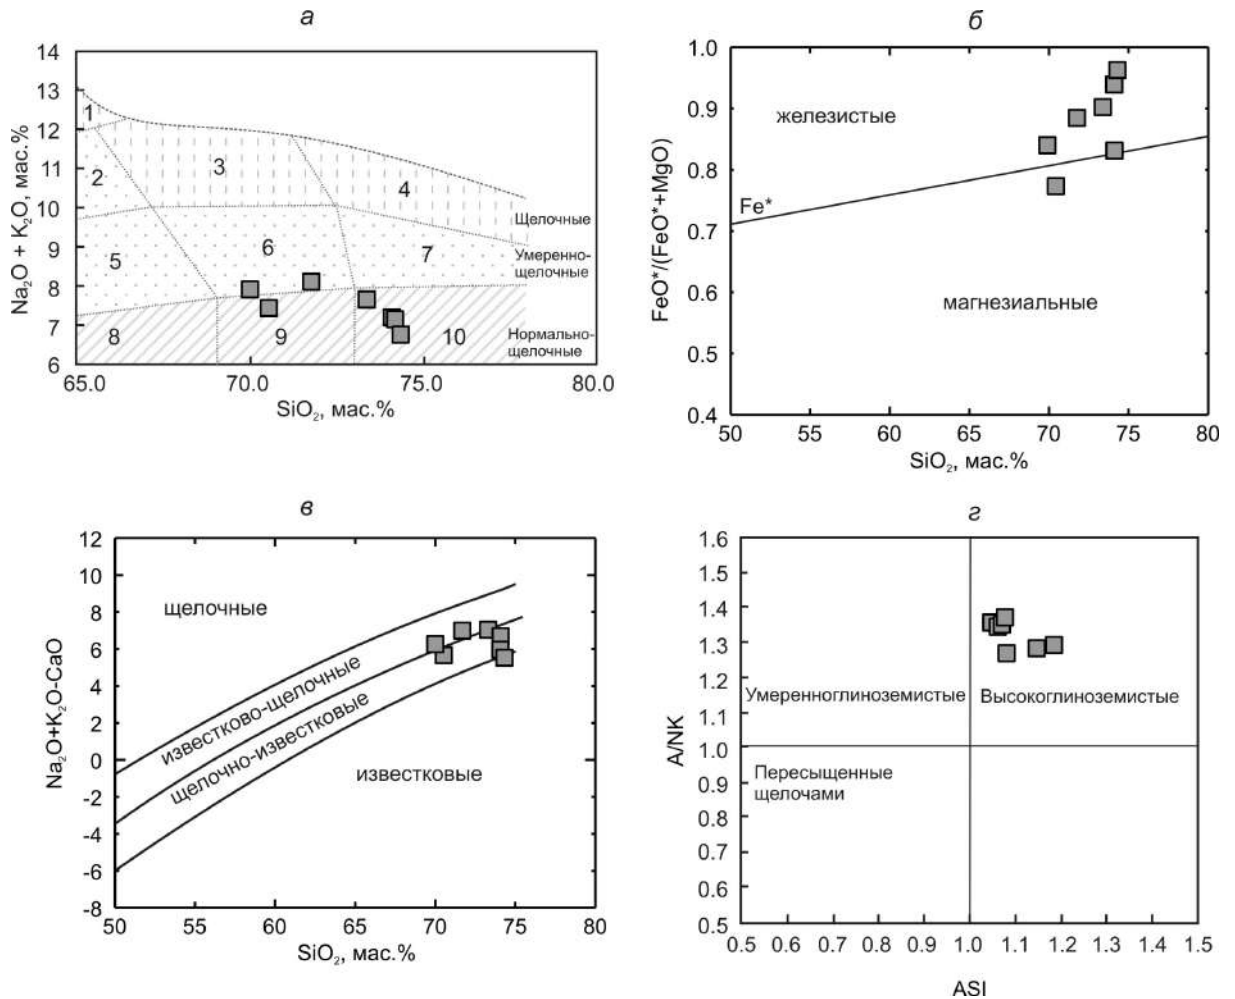 а
14
13
12
11
10
9
8
7
6
Na₂O + K₂O, мас.%
1
2
3
4
5
6
7
8
9
10
Щелочные
Умеренно-
щелочные
Нормально-
щелочные
65.0
70.0
75.0
80.0
SiO₂, мас.%
б
1.0
0.9
0.8
0.7
0.6
0.5
0.4
FeO*/(FeO*+MgO)
железистые
Fe*
магнезиальные
50
55
60
65
70
75
80
SiO₂, мас.%
в
12
10
8
6
4
2
0
-2
-4
-6
-8
Na₂O+K₂O-CaO
щелочные
известково-щелочные
щелочно-известковые
известковые
50
55
60
65
70
75
80
SiO₂, мас.%
г
1.6
1.5
1.4
1.3
1.2
1.1
1.0
0.9
0.8
0.7
0.6
0.5
A/NK
Умеренноглиноземистые
Высокоглиноземистые
Пересыщенные
щелочами
0.5
0.6
0.7
0.8
0.9
1.0
1.1
1.2
1.3
1.4
1.5
ASI